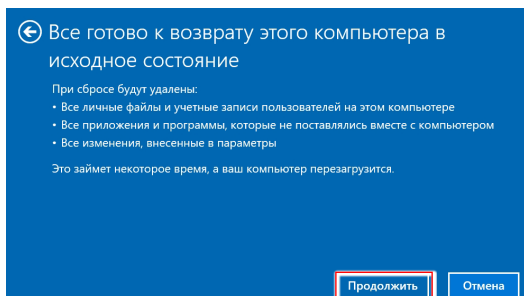 Все готово к возврату этого компьютера в
исходное состояние
При сбросе будут удалены:
• Все личные файлы и учетные записи пользователей на этом компьютере
• Все приложения и программы, которые не поставлялись вместе с компьютером
• Все изменения, внесенные в параметры
Это займет некоторое время, а ваш компьютер перезагрузится.
Продолжить Отмена